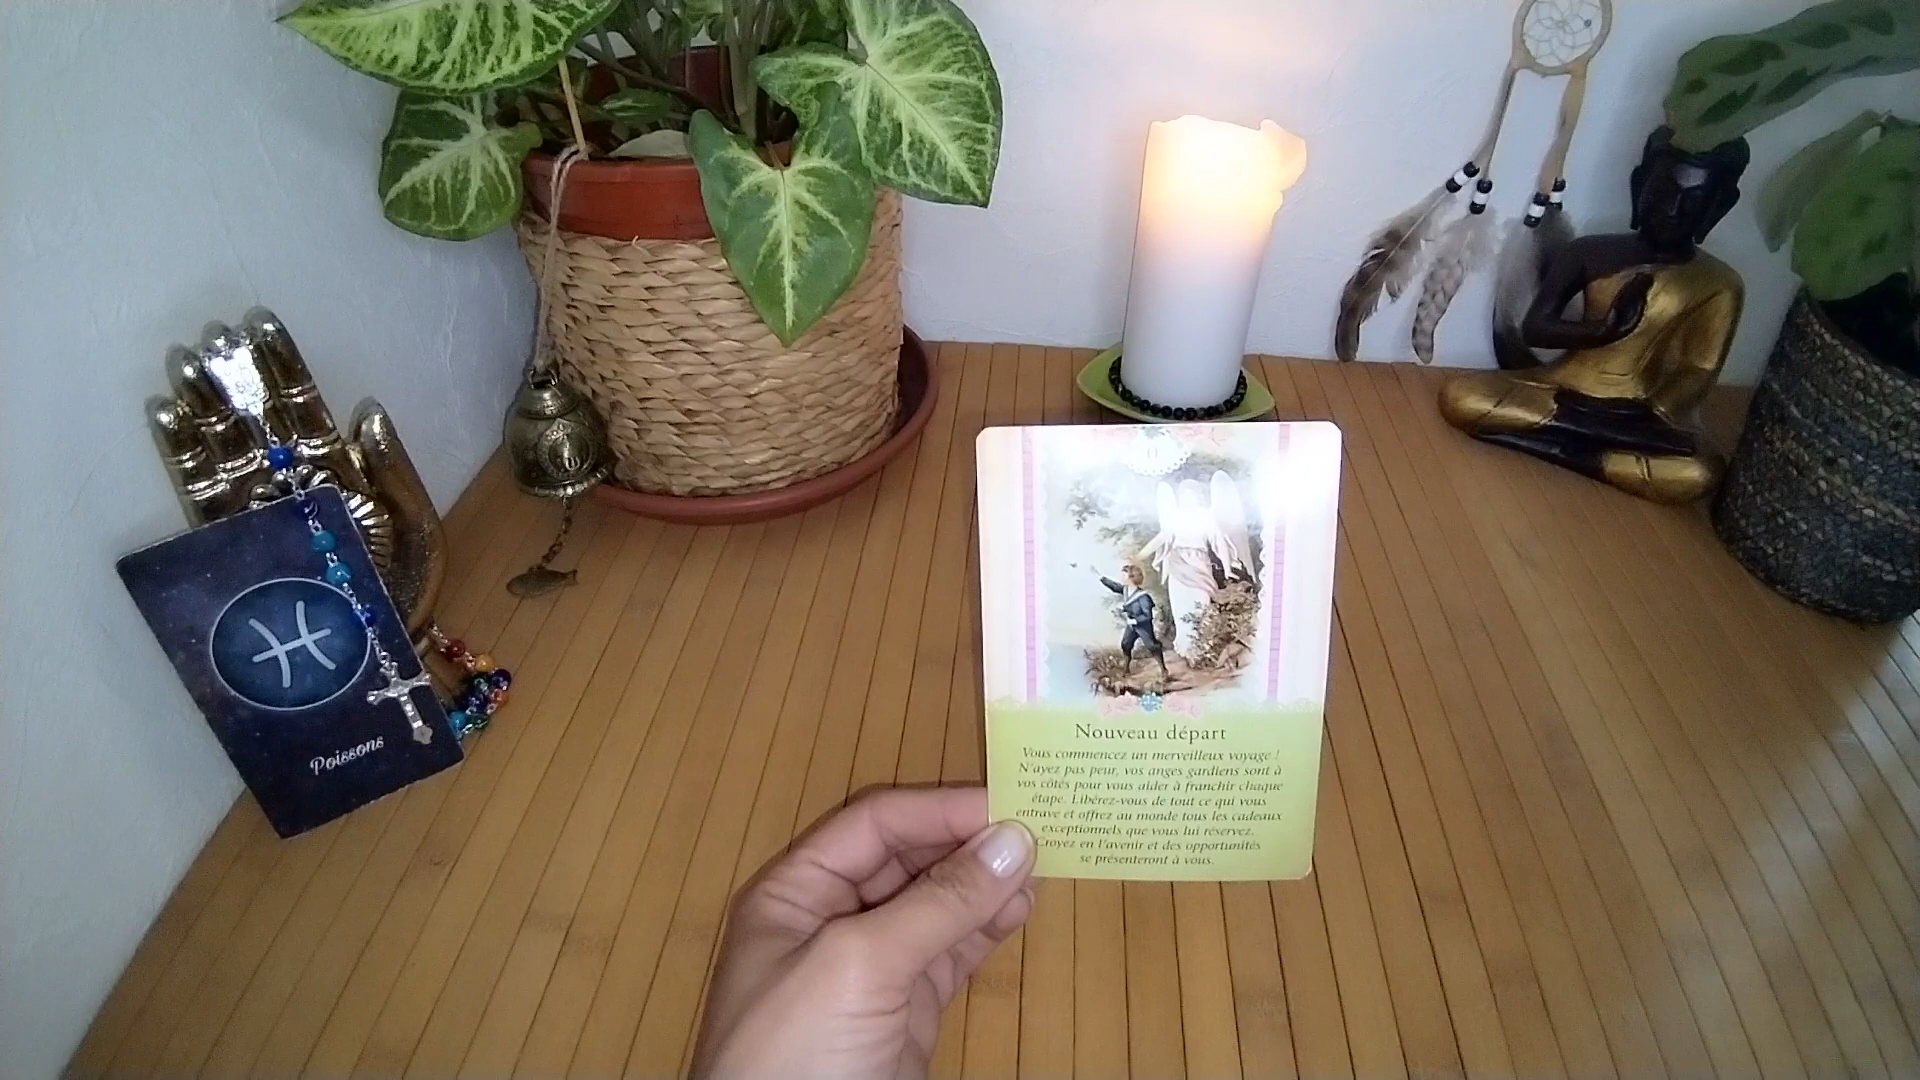 Poissons
Nouveau départ
Vous commencez un merveilleux voyage !
N'ayez pas peur, vos anges gardiens sont à
vos côtés pour vous aider à franchir chaque
étape. Libérez-vous de tout ce qui vous
entrave et offrez au monde tous les cadeaux
exceptionnels que vous lui réservez.
Croyez en l'avenir et des opportunités
se présenteront à vous.